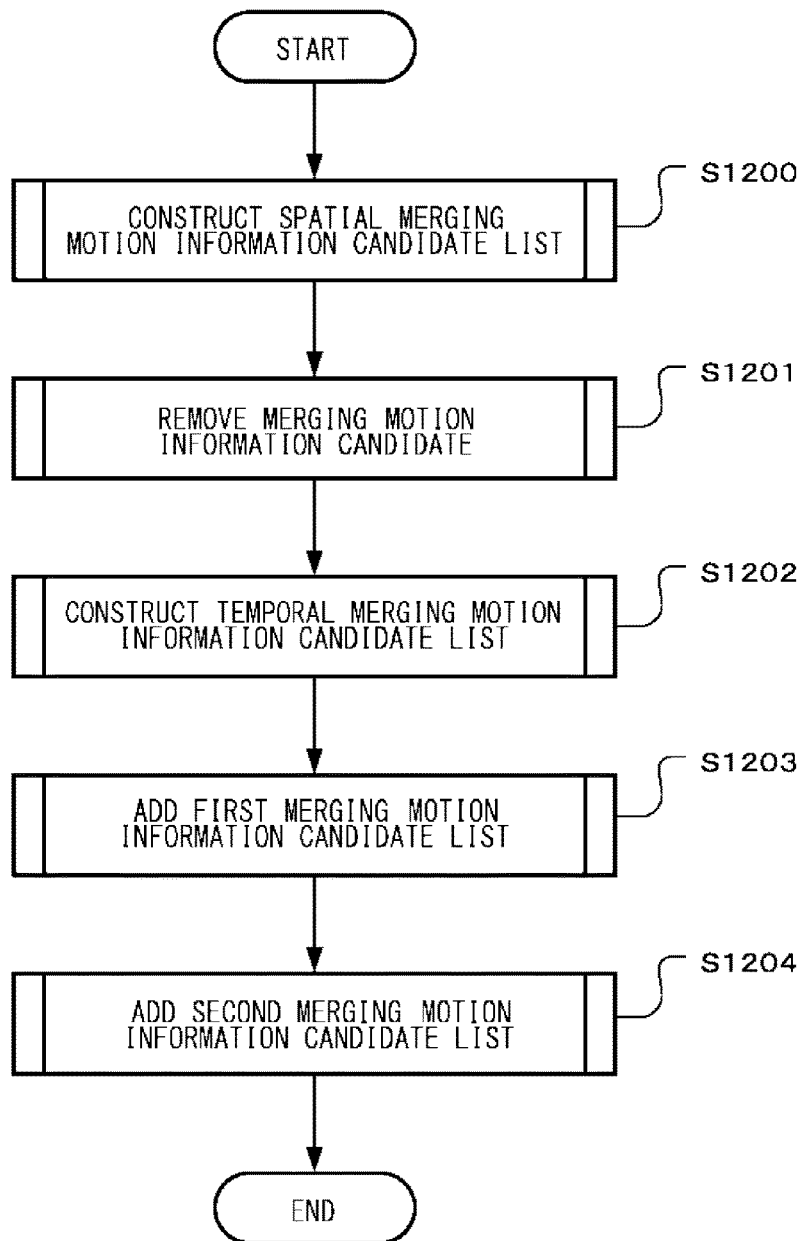 START
S1200
CONSTRUCT SPATIAL MERGING
MOTION INFORMATION CANDIDATE LIST
S1201
REMOVE MERGING MOTION
INFORMATION CANDIDATE
S1202
CONSTRUCT TEMPORAL MERGING MOTION
INFORMATION CANDIDATE LIST
S1203
ADD FIRST MERGING MOTION
INFORMATION CANDIDATE LIST
S1204
ADD SECOND MERGING MOTION
INFORMATION CANDIDATE LIST
END